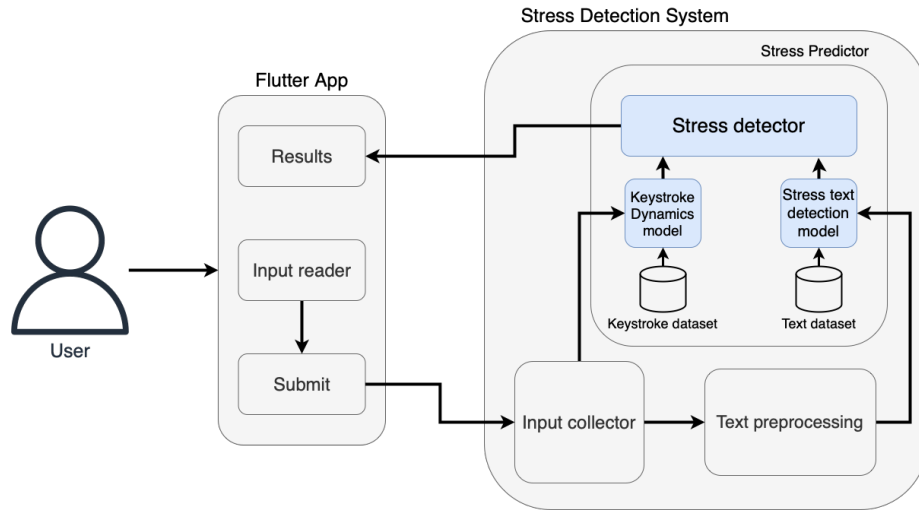 Stress Detection System
Stress Predictor
Flutter App
Stress detector
Results
Keystroke
Dynamics
model
Stress text
detection
model
Input reader
Keystroke dataset
Text dataset
User
Submit
Input collector
Text preprocessing